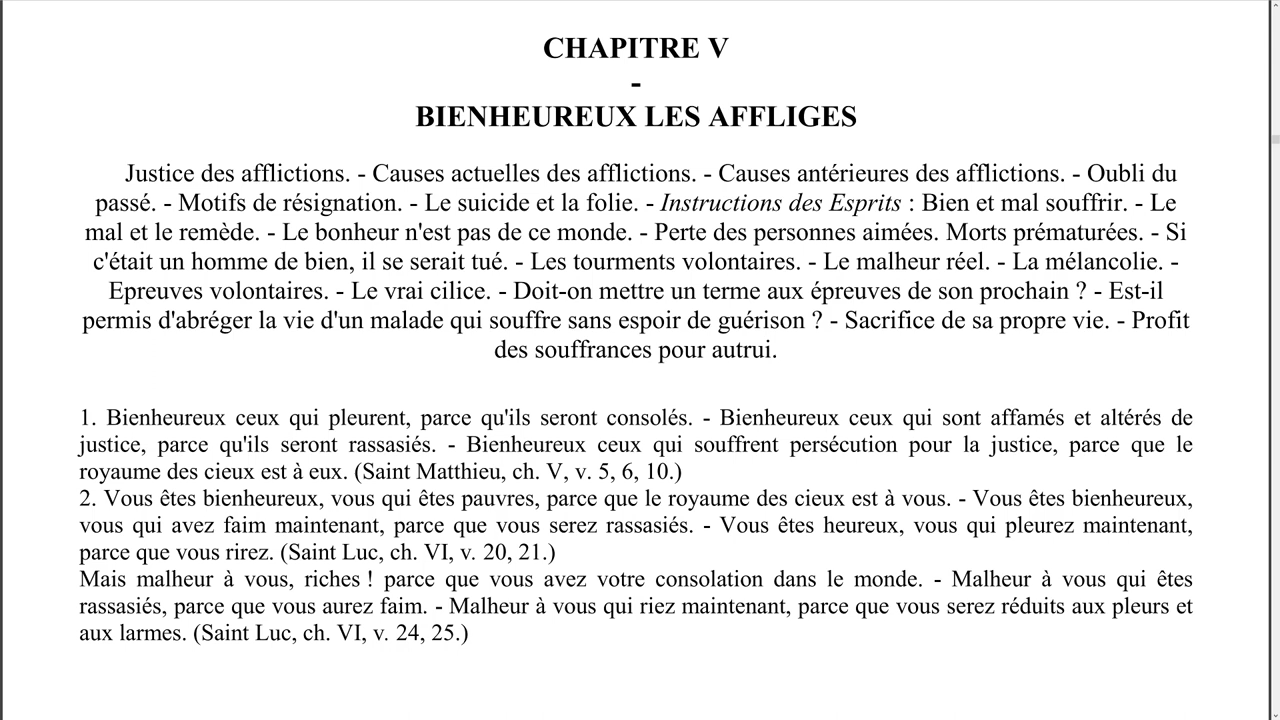 CHAPITRE V
-
BIENHEUREUX LES AFFLIGES
Justice des afflictions. - Causes actuelles des afflictions. - Causes antérieures des afflictions. - Oubli du
passé. - Motifs de résignation. - Le suicide et la folie. - Instructions des Esprits : Bien et mal souffrir. - Le
mal et le remède. - Le bonheur n'est pas de ce monde. - Perte des personnes aimées. Morts prématurées. - Si
c'était un homme de bien, il se serait tué. - Les tourments volontaires. - Le malheur réel. - La mélancolie. -
Epreuves volontaires. - Le vrai cilice. - Doit-on mettre un terme aux épreuves de son prochain ? - Est-il
permis d'abréger la vie d'un malade qui souffre sans espoir de guérison ? - Sacrifice de sa propre vie. - Profit
des souffrances pour autrui.
1. Bienheureux ceux qui pleurent, parce qu'ils seront consolés. - Bienheureux ceux qui sont affamés et altérés de
justice, parce qu'ils seront rassasiés. - Bienheureux ceux qui souffrent persécution pour la justice, parce que le
royaume des cieux est à eux. (Saint Matthieu, ch. V, v. 5, 6, 10.)
2. Vous êtes bienheureux, vous qui êtes pauvres, parce que le royaume des cieux est à vous. - Vous êtes bienheureux,
vous qui avez faim maintenant, parce que vous serez rassasiés. - Vous êtes heureux, vous qui pleurez maintenant,
parce que vous rirez. (Saint Luc, ch. VI, v. 20, 21.)
Mais malheur à vous, riches ! parce que vous avez votre consolation dans le monde. - Malheur à vous qui êtes
rassasiés, parce que vous aurez faim. - Malheur à vous qui riez maintenant, parce que vous serez réduits aux pleurs et
aux larmes. (Saint Luc, ch. VI, v. 24, 25.)